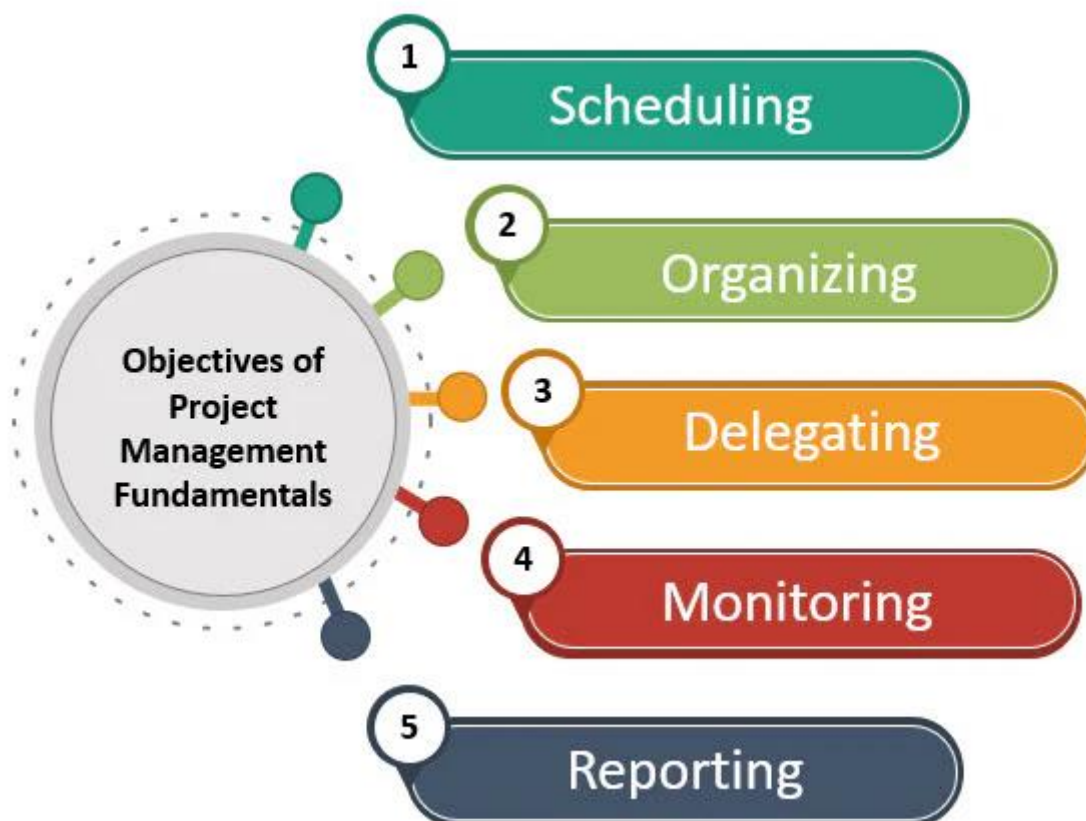 Objectives of
Project
Management
Fundamentals
1
Scheduling
2
Organizing
3
Delegating
4
Monitoring
5
Reporting